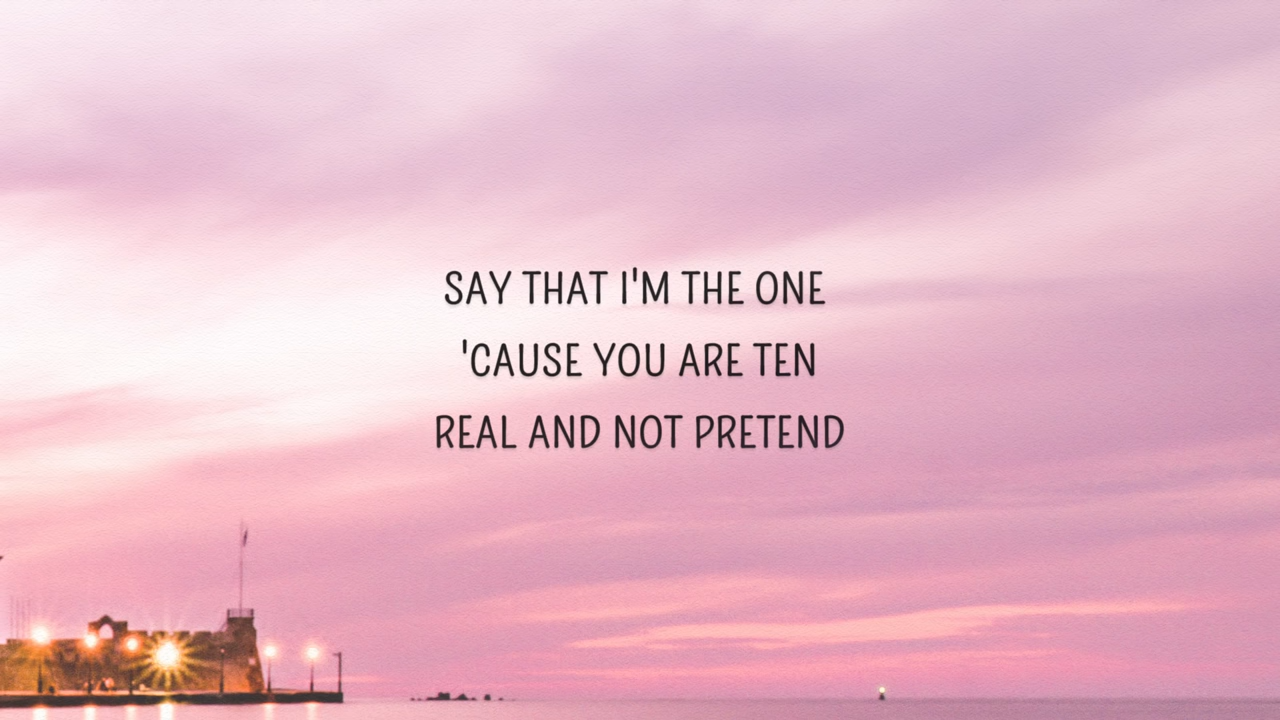 SAY THAT I'M THE ONE
'CAUSE YOU ARE TEN
REAL AND NOT PRETEND